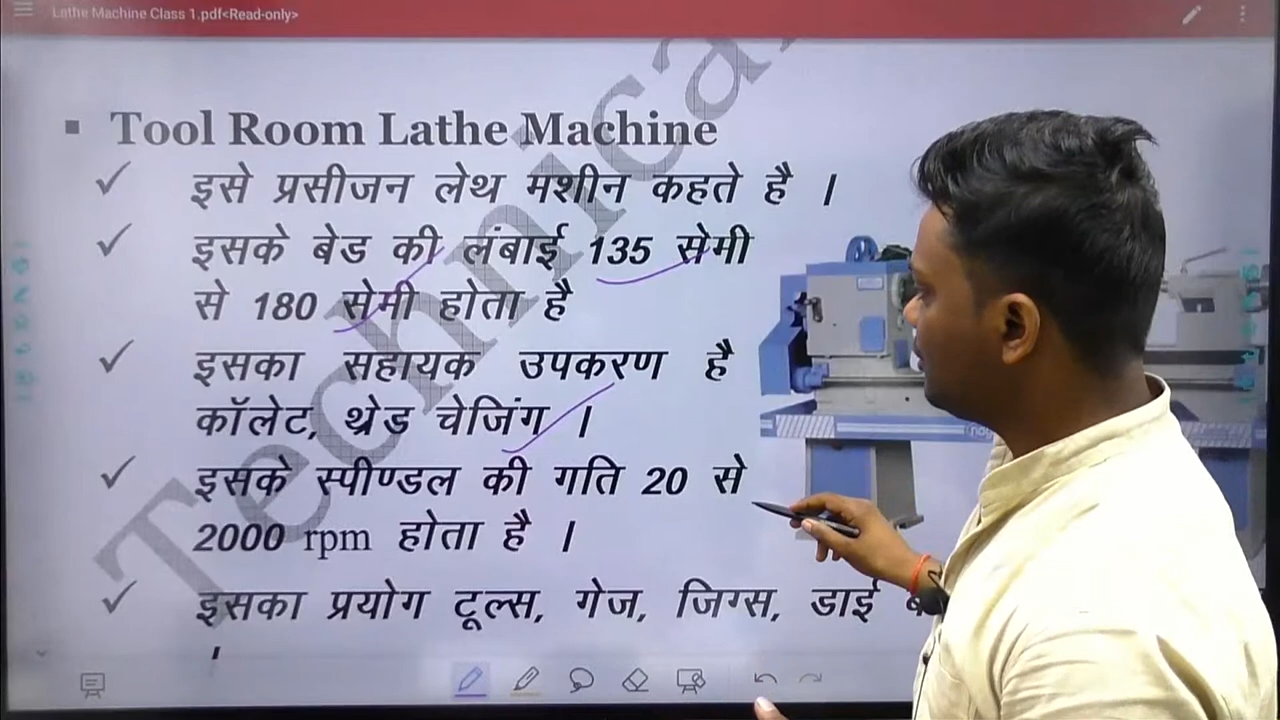 Lathe Machine Class 1.pdf<Read-only>
Technical
▪ Tool Room Lathe Machine
✓ इसे प्रसीजन लेथ मशीन कहते है ।
✓ इसके बेड की लंबाई 135 सेमी
से 180 सेमी होता है
✓ इसका सहायक उपकरण है
कॉलेट, थ्रेड चेजिंग ।
✓ इसके स्पीण्डल की गति 20 से
2000 rpm होता है ।
✓ इसका प्रयोग टूल्स, गेज, जिग्स, डाई
।